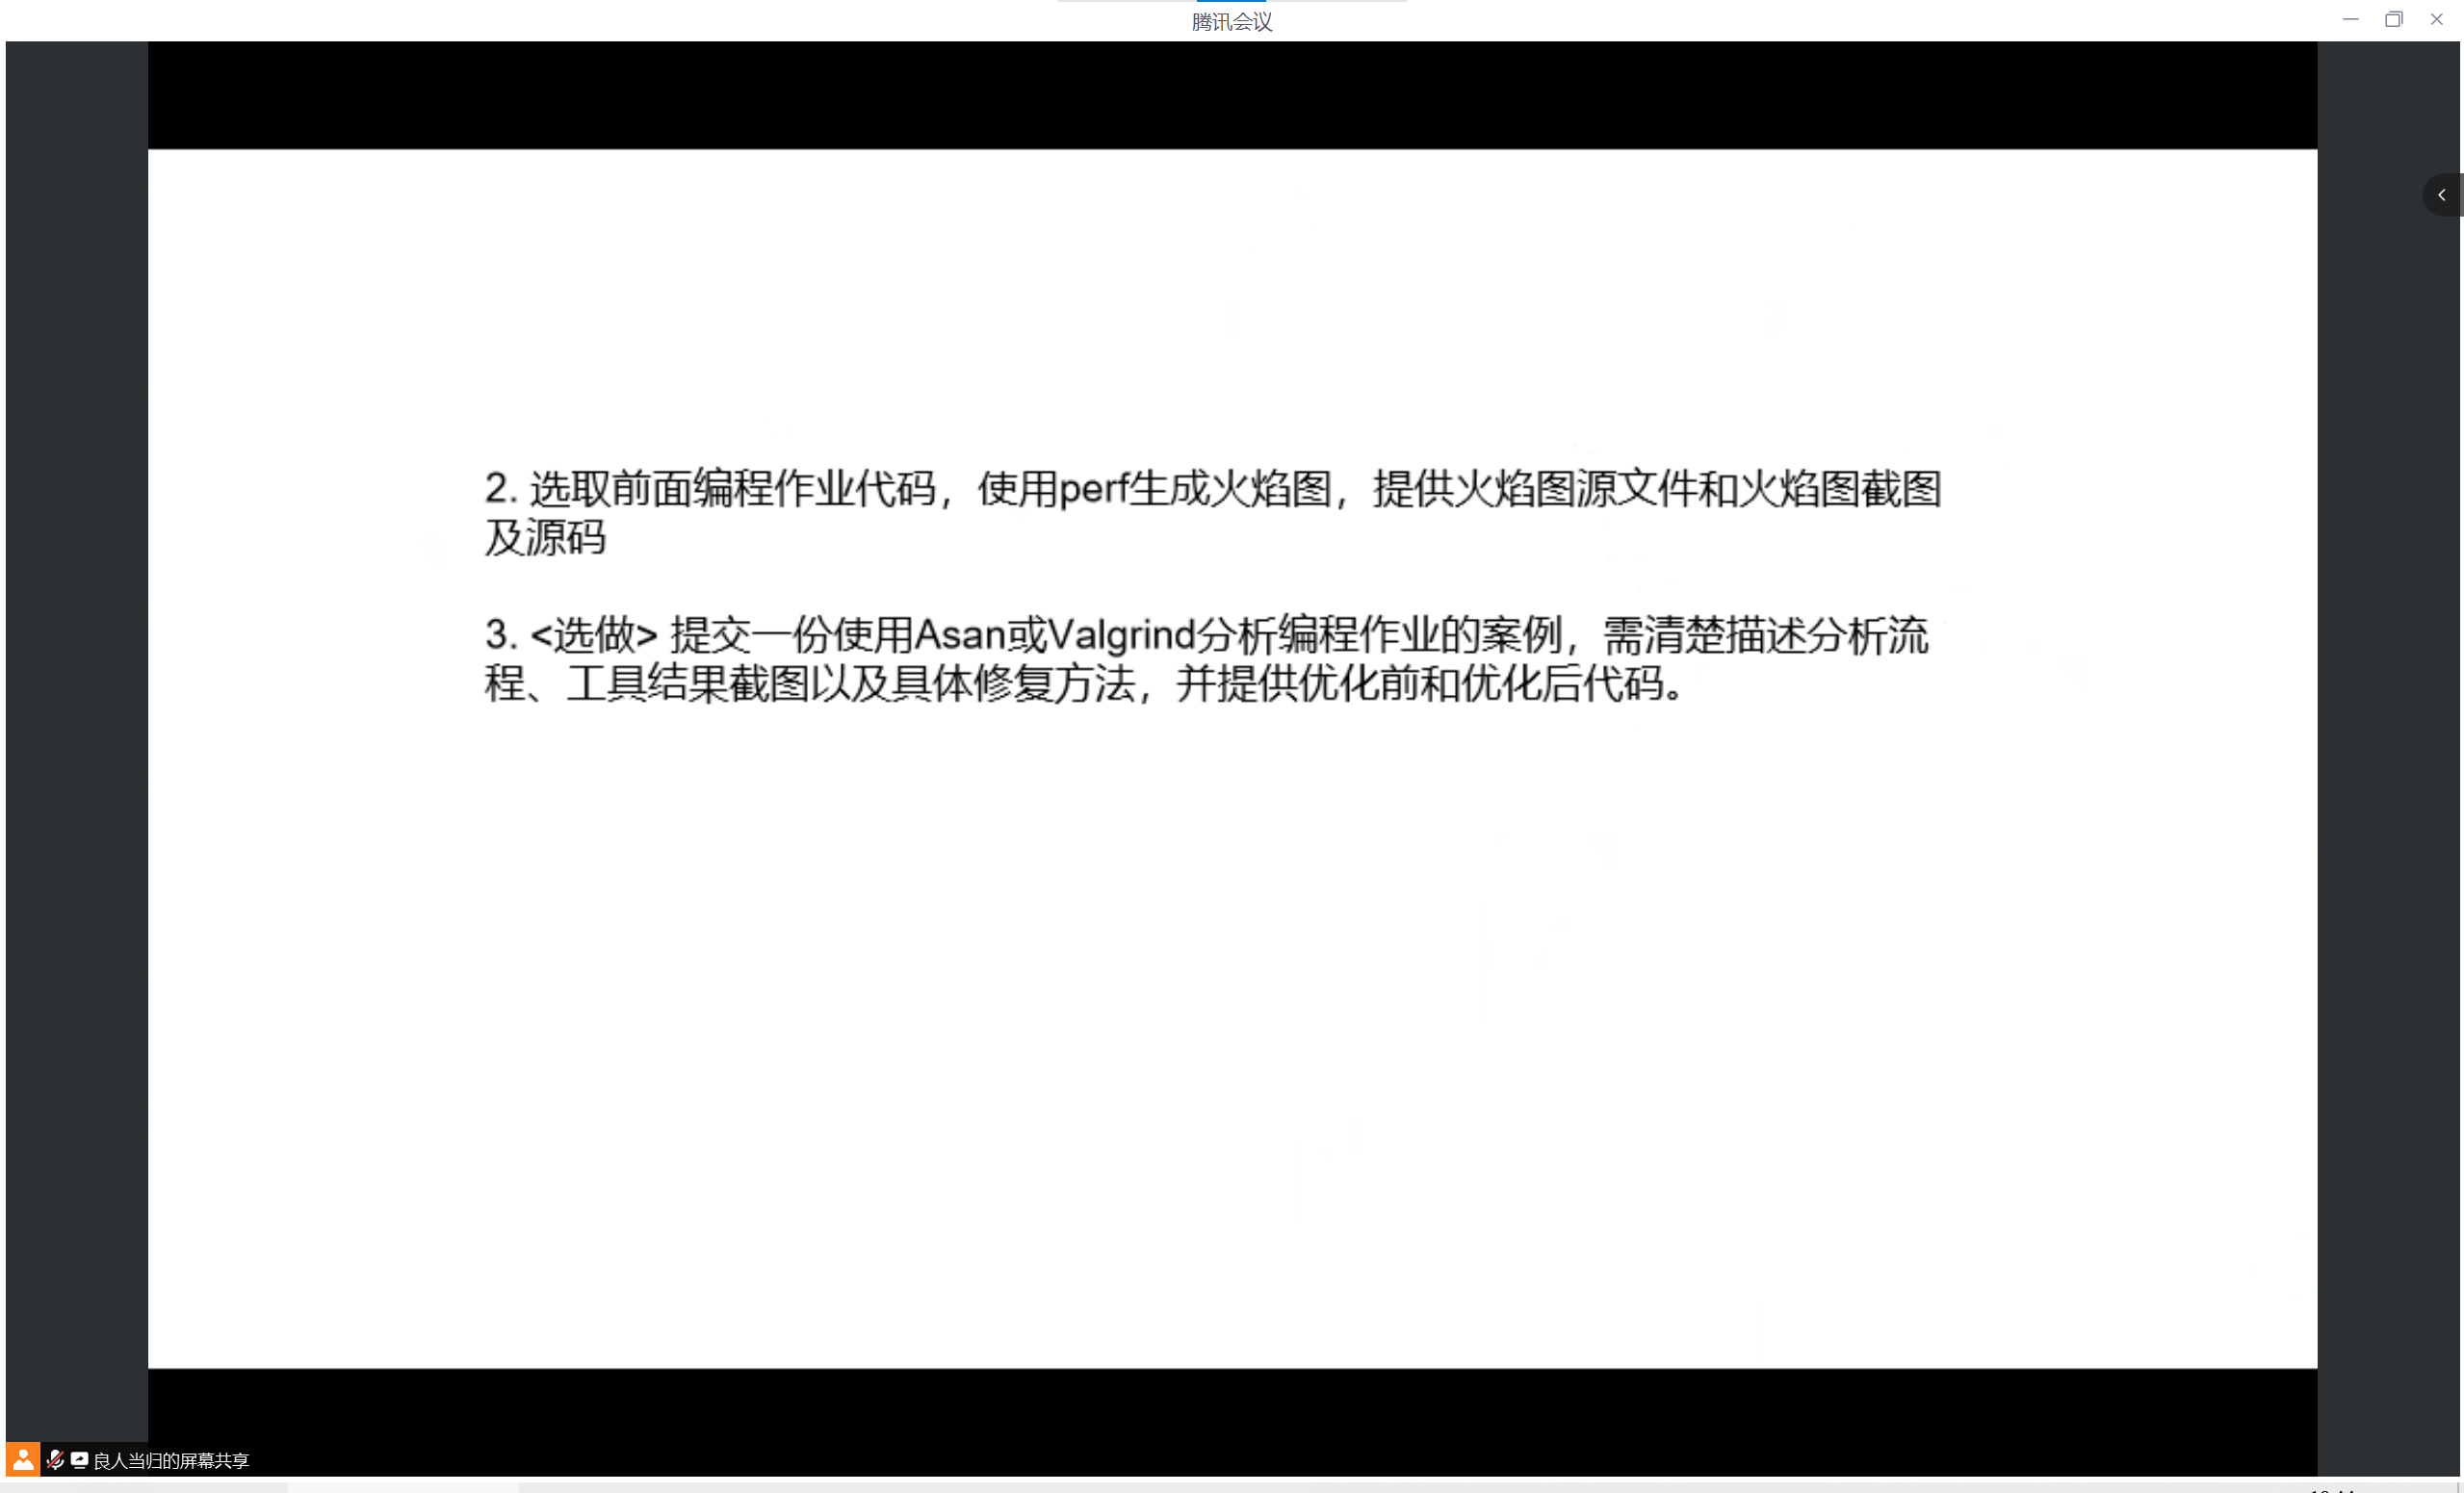 腾讯会议
2. 选取前面编程作业代码，使用perf生成火焰图，提供火焰图源文件和火焰图截图
及源码
3. <选做> 提交一份使用Asan或Valgrind分析编程作业的案例，需清楚描述分析流
程、工具结果截图以及具体修复方法，并提供优化前和优化后代码。
良人当归的屏幕共享